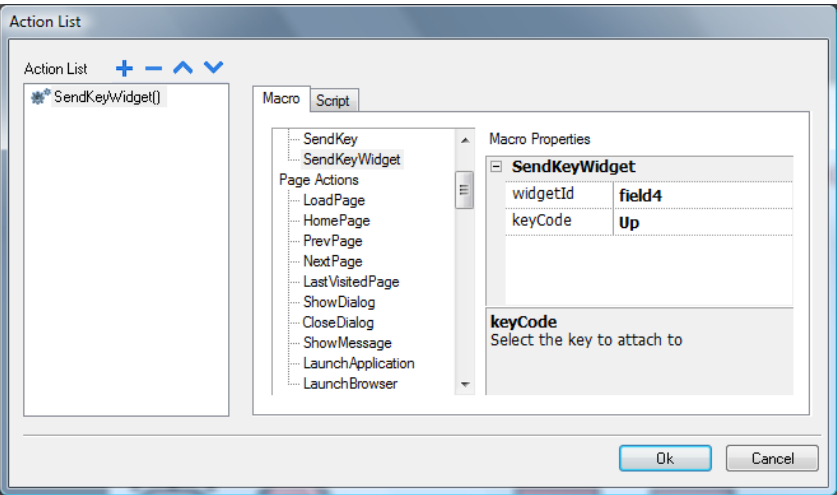 Action List
Action List
SendKeyWidget()
Macro
Script
SendKey
SendKeyWidget
Page Actions
LoadPage
HomePage
PrevPage
NextPage
LastVisitedPage
ShowDialog
CloseDialog
ShowMessage
LaunchApplication
LaunchBrowser
Macro Properties
SendKeyWidget
widgetId field4
keyCode Up
keyCode
Select the key to attach to
Ok
Cancel